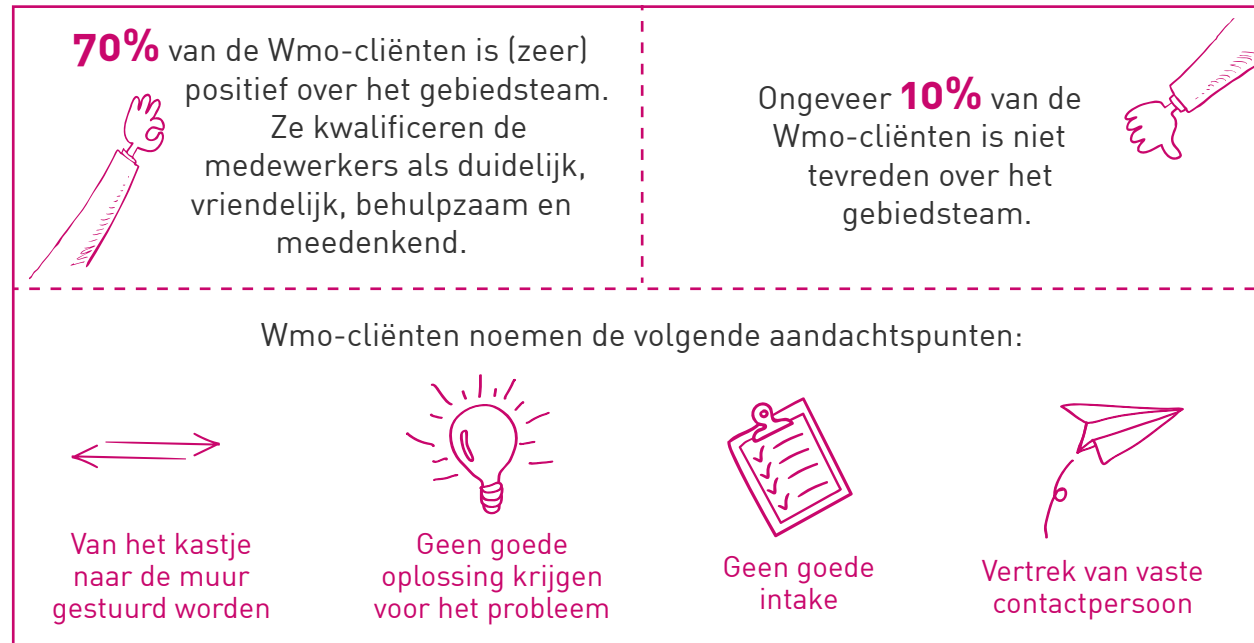 70% van de Wmo-cliënten is (zeer)
positief over het gebiedsteam.
Ze kwalificeren de
medewerkers als duidelijk,
vriendelijk, behulpzaam en
meedenkend.
Ongeveer 10% van de
Wmo-cliënten is niet
tevreden over het
gebiedsteam.
Wmo-cliënten noemen de volgende aandachtspunten:
Van het kastje
naar de muur
gestuurd worden
Geen goede
oplossing krijgen
voor het probleem
Geen goede
intake
Vertrek van vaste
contactpersoon